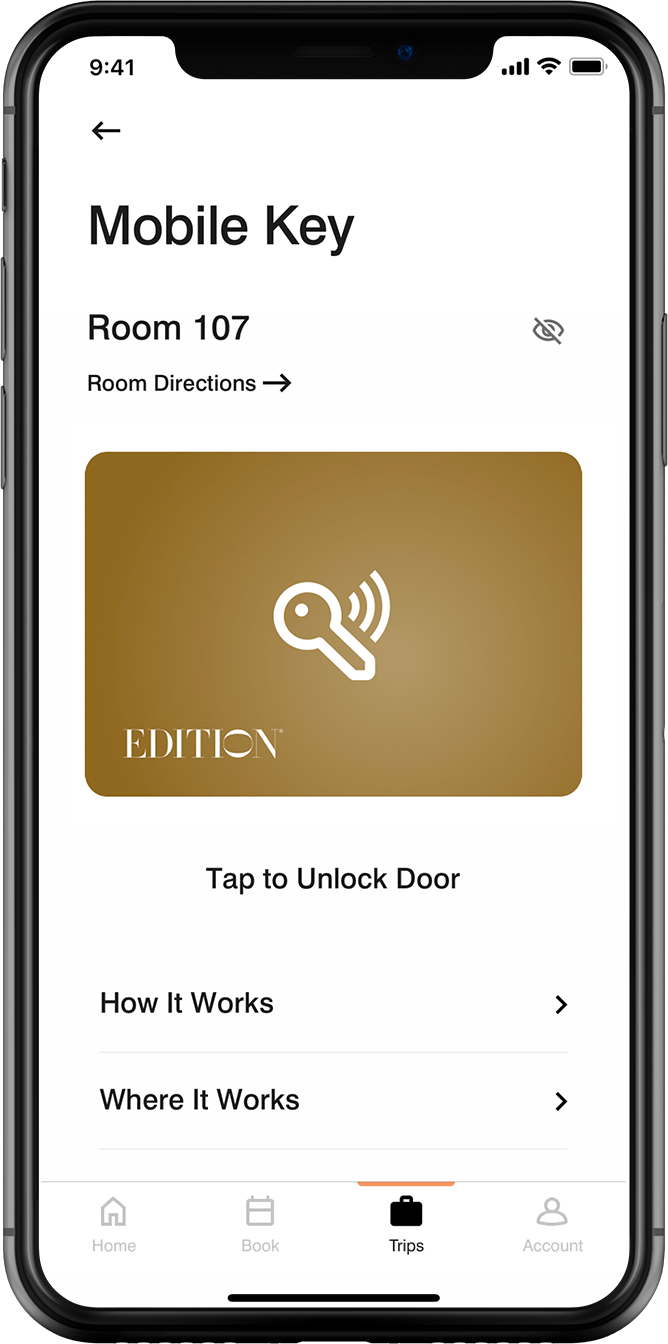 9:41
Mobile Key
Room 107
Room Directions
EDITION
Tap to Unlock Door
How It Works
Where It Works
Home
Book
Trips
Account